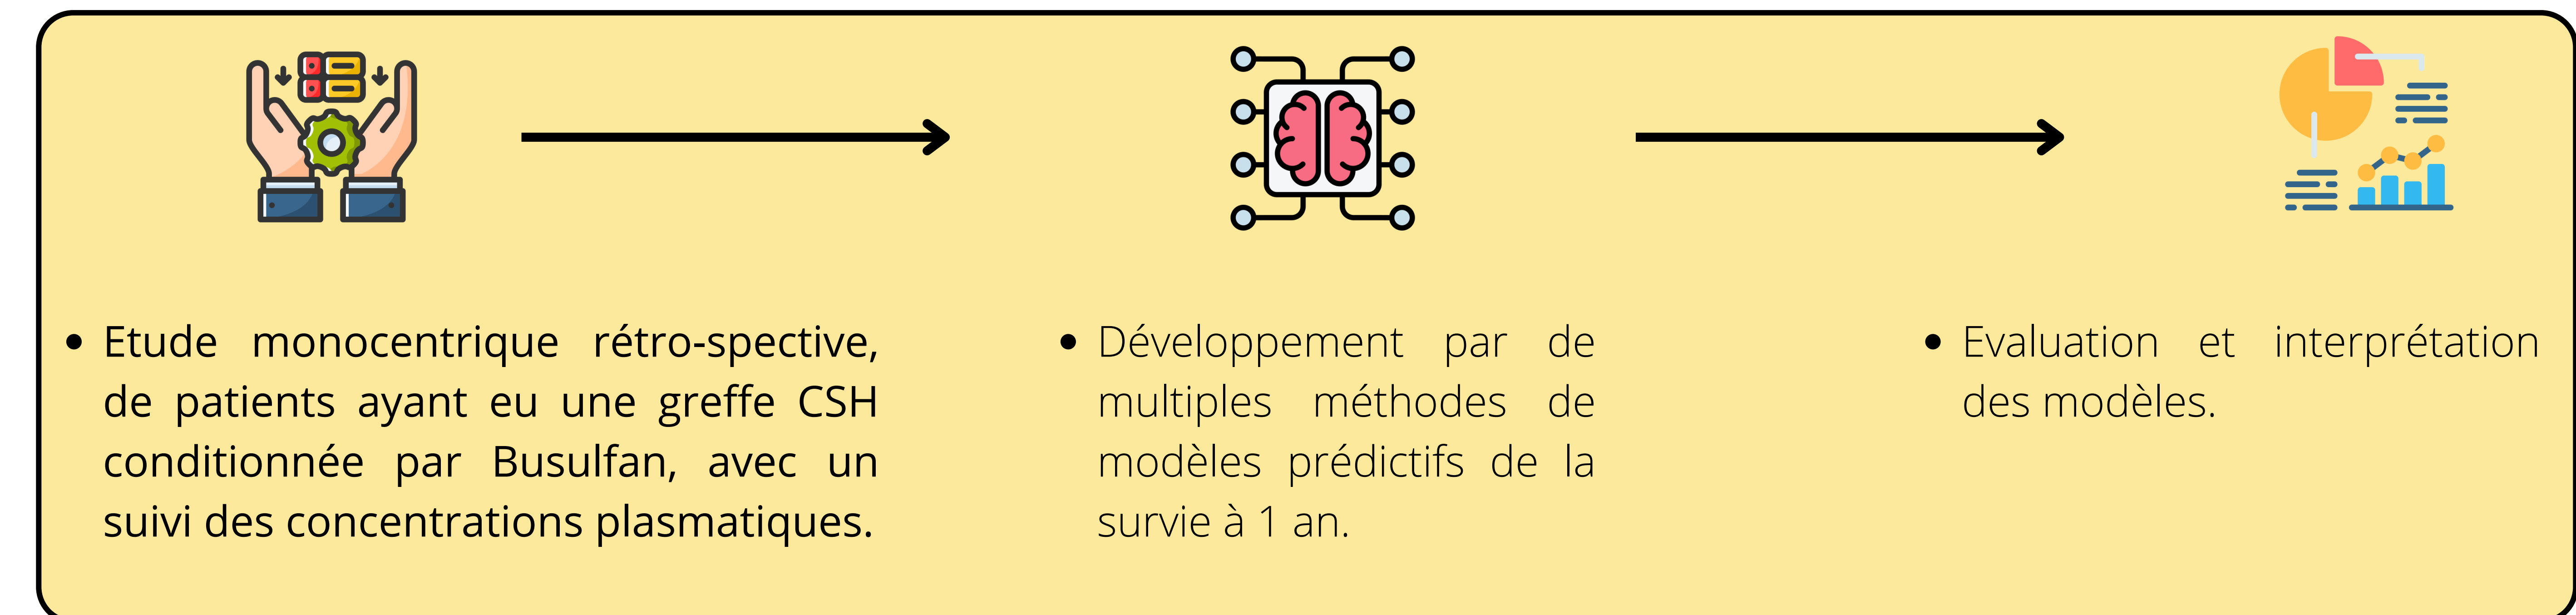 Etude monocentrique rétro-spective,
de patients ayant eu une greffe CSH
conditionnée par Busulfan, avec un
suivi des concentrations plasmatiques.
Développement par de
multiples méthodes de
modèles prédictifs de la
survie à 1 an.
Evaluation et interprétation
des modèles.